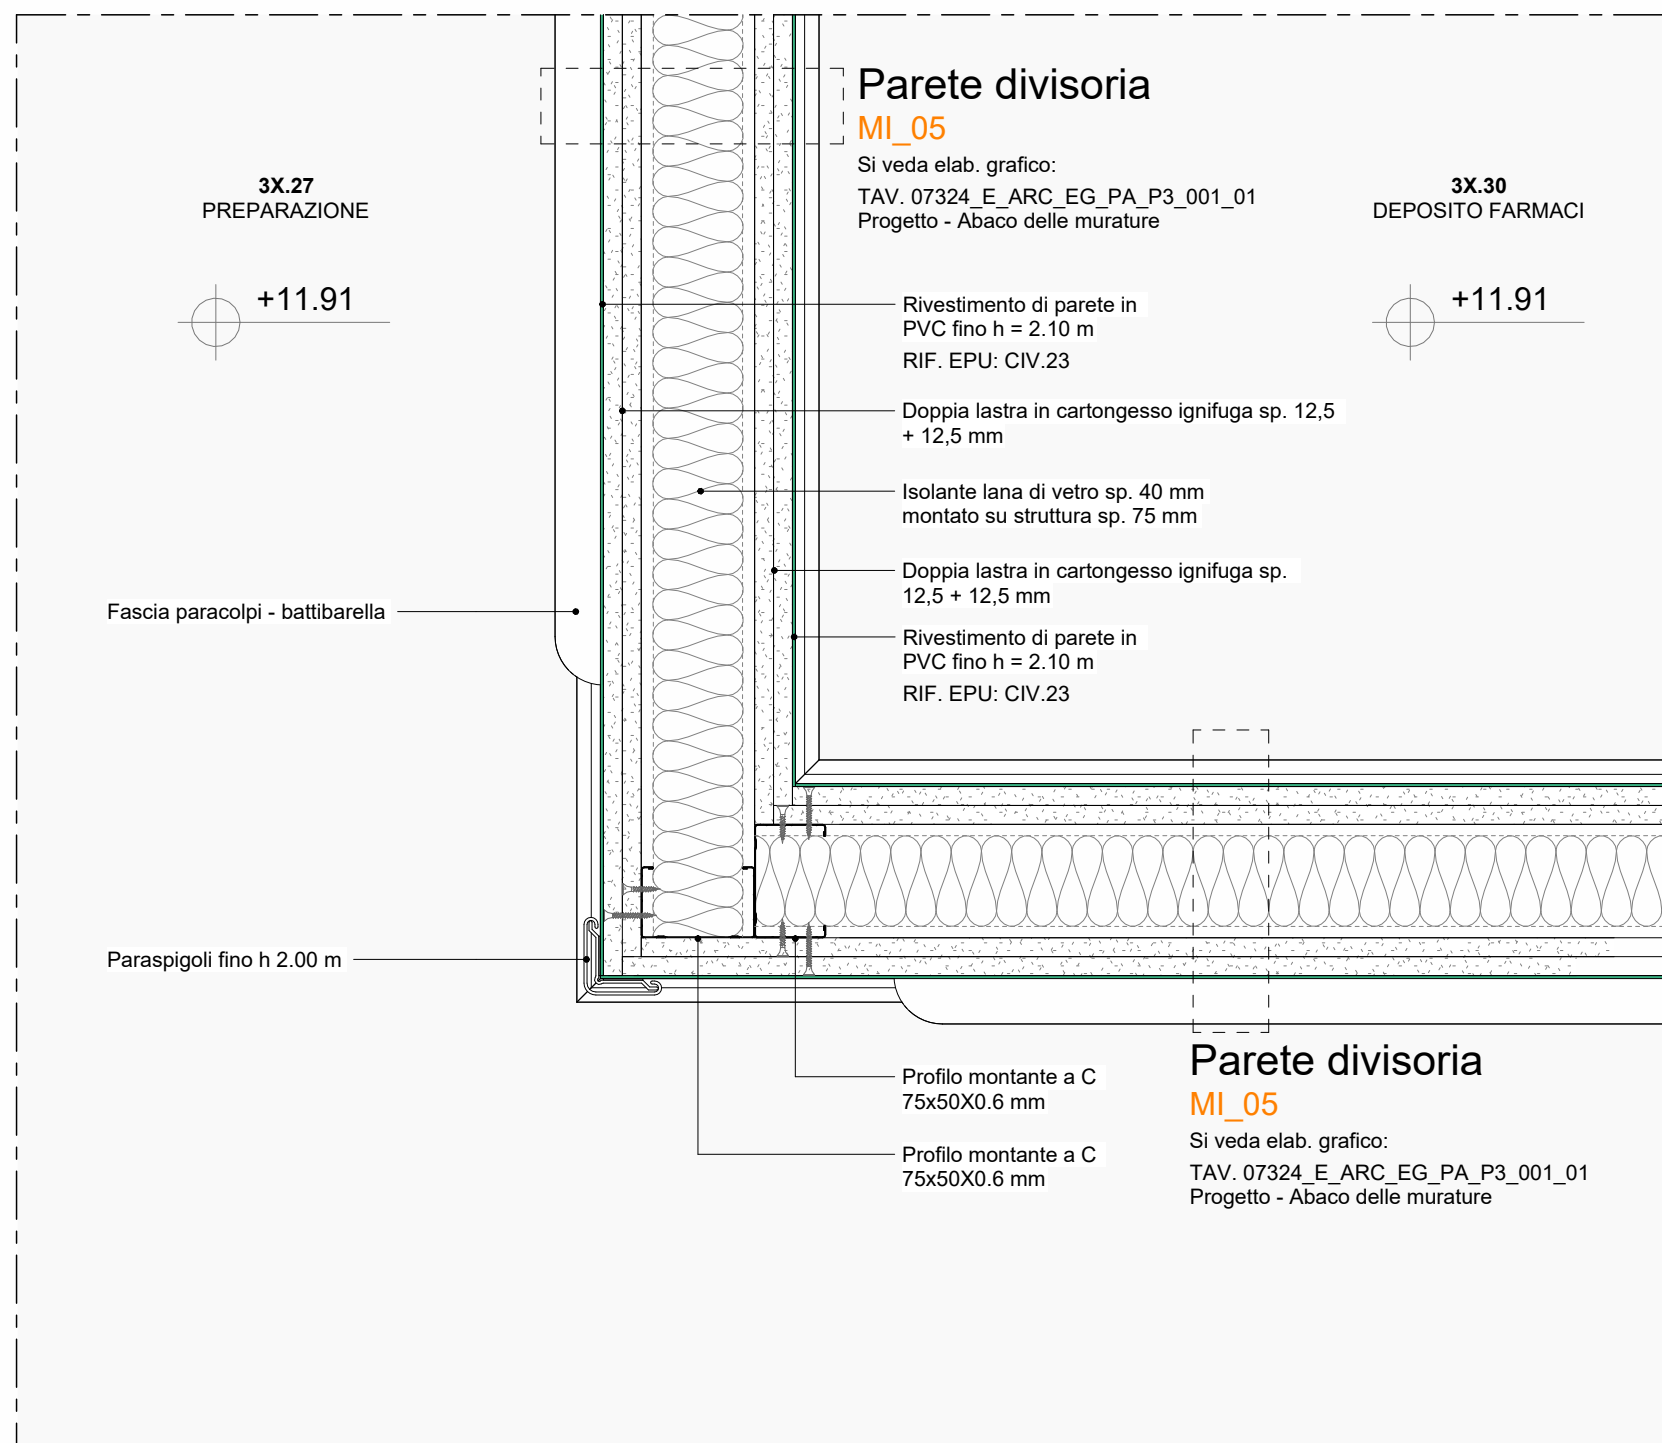 Parete divisoria
MI_05
Si veda elab. grafico:
TAV. 07324_E_ARC_EG_PA_P3_001_01
Progetto - Abaco delle murature
3X.27
PREPARAZIONE
+11.91
3X.30
DEPOSITO FARMACI
+11.91
Rivestimento di parete in
PVC fino h = 2.10 m
RIF. EPU: CIV.23
Doppia lastra in cartongesso ignifuga sp. 12,5
+ 12,5 mm
Isolante lana di vetro sp. 40 mm
montato su struttura sp. 75 mm
Doppia lastra in cartongesso ignifuga sp.
12,5 + 12,5 mm
Fascia paracolpi - battibarella
Rivestimento di parete in
PVC fino h = 2.10 m
RIF. EPU: CIV.23
Paraspigoli fino h 2.00 m
Profilo montante a C
75x50X0.6 mm
Profilo montante a C
75x50X0.6 mm
Parete divisoria
MI_05
Si veda elab. grafico:
TAV. 07324_E_ARC_EG_PA_P3_001_01
Progetto - Abaco delle murature